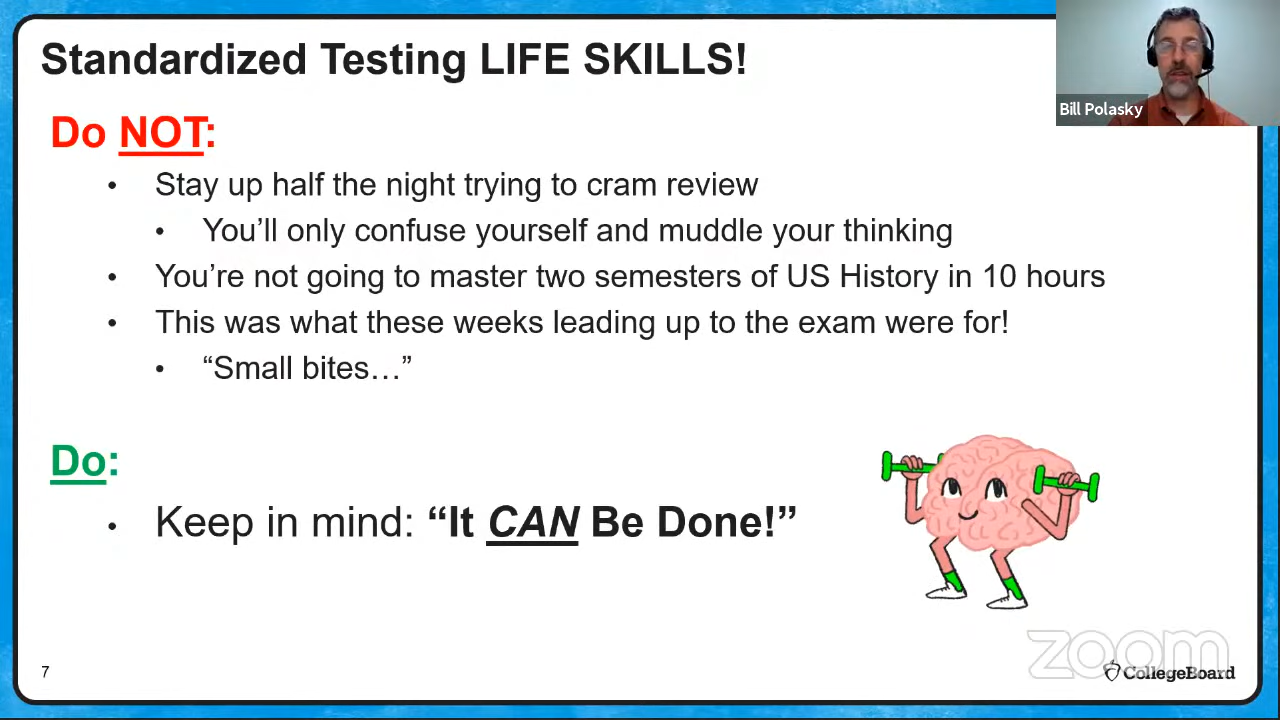 Standardized Testing LIFE SKILLS!
Bill Polasky
Do NOT:
• Stay up half the night trying to cram review
• You’ll only confuse yourself and muddle your thinking
• You’re not going to master two semesters of US History in 10 hours
• This was what these weeks leading up to the exam were for!
• “Small bites…”
Do:
• Keep in mind: “It CAN Be Done!”
zoom
7
CollegeBoard